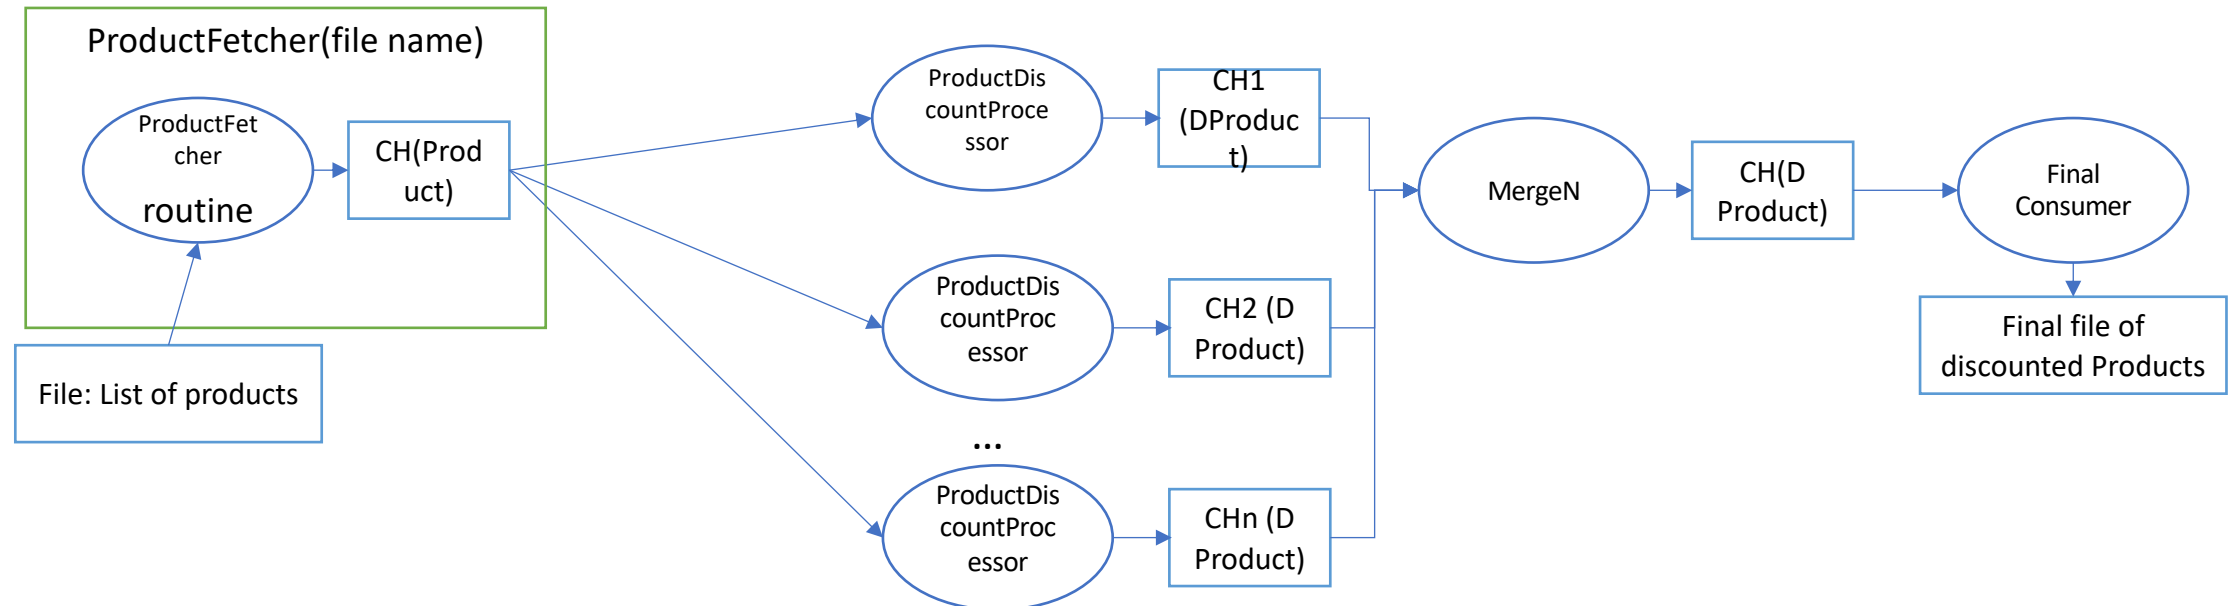 ProductFetcher(file name)
ProductFet
cher
routine
CH(Prod
uct)
File: List of products
ProductDis
countProce
ssor
CH1
(DProduc
t)
ProductDis
countProc
essor
CH2 (D
Product)
...
ProductDis
countProc
essor
CHn (D
Product)
MergeN
CH(D
Product)
Final
Consumer
Final file of
discounted Products